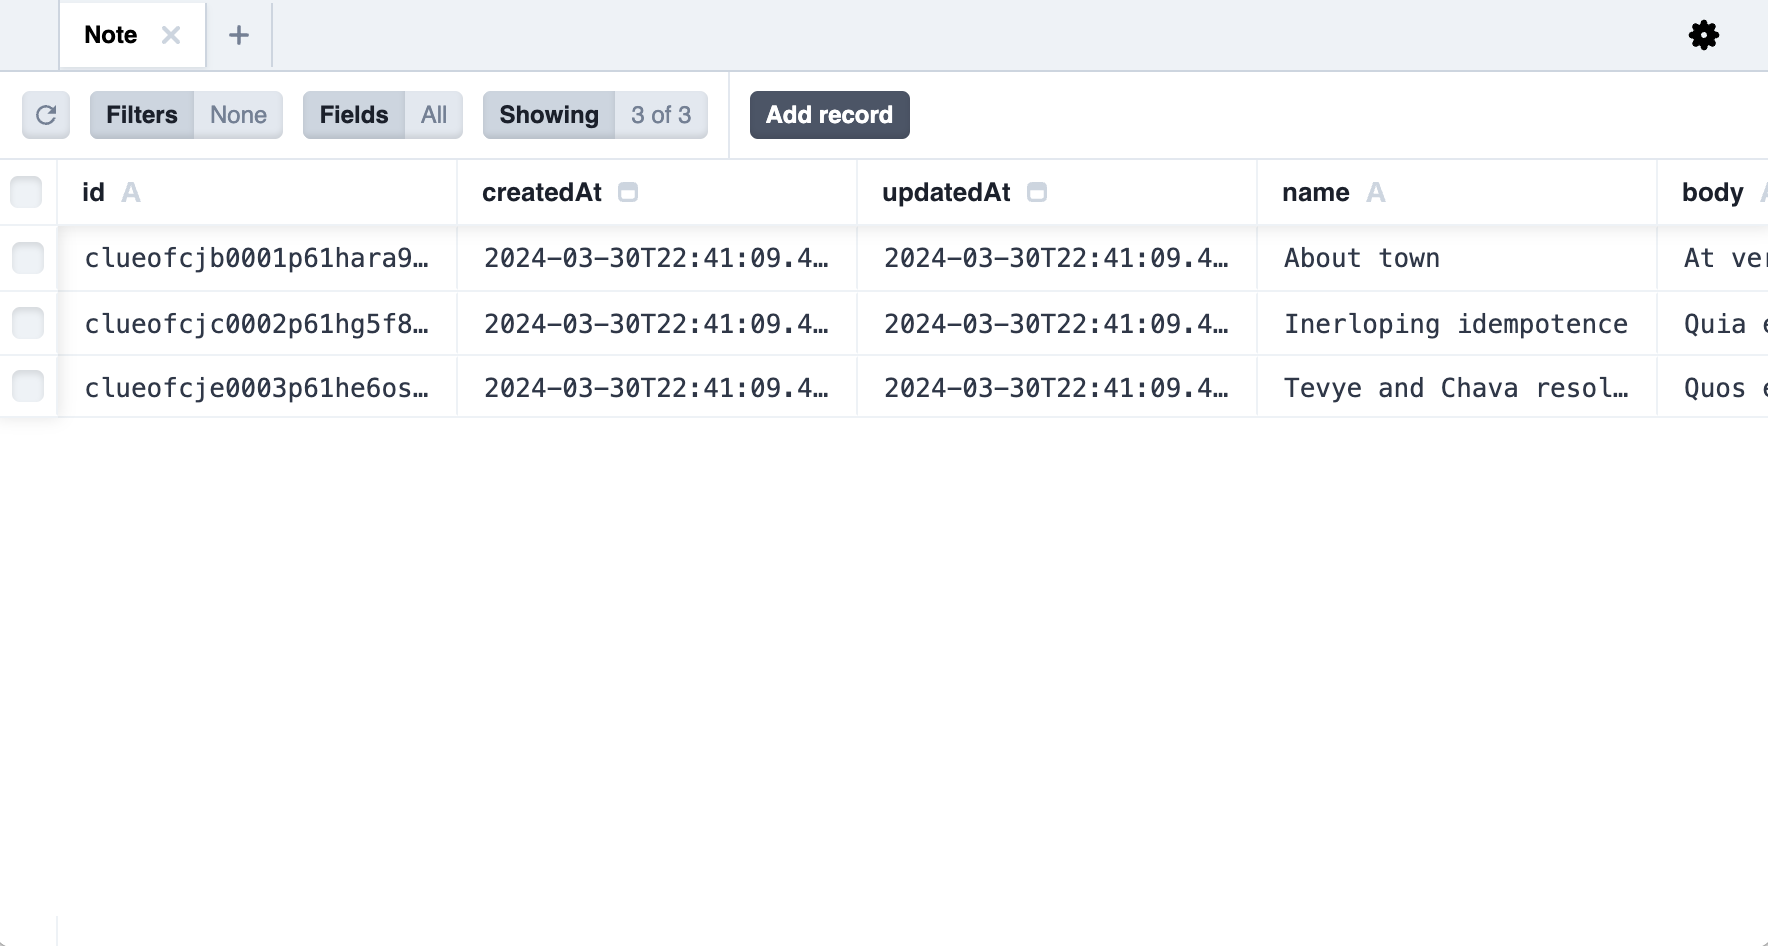 Note
Filters None Fields All Showing 3 of 3 Add record
id A createdAt updatedAt name A body
clueofcjb0001p61hara9… 2024-03-30T22:41:09.4… 2024-03-30T22:41:09.4… About town At ver
clueofcjc0002p61hg5f8… 2024-03-30T22:41:09.4… 2024-03-30T22:41:09.4… Inerloping idempotence Quia e
clueofcje0003p61he6os… 2024-03-30T22:41:09.4… 2024-03-30T22:41:09.4… Tevye and Chava resol… Quos e